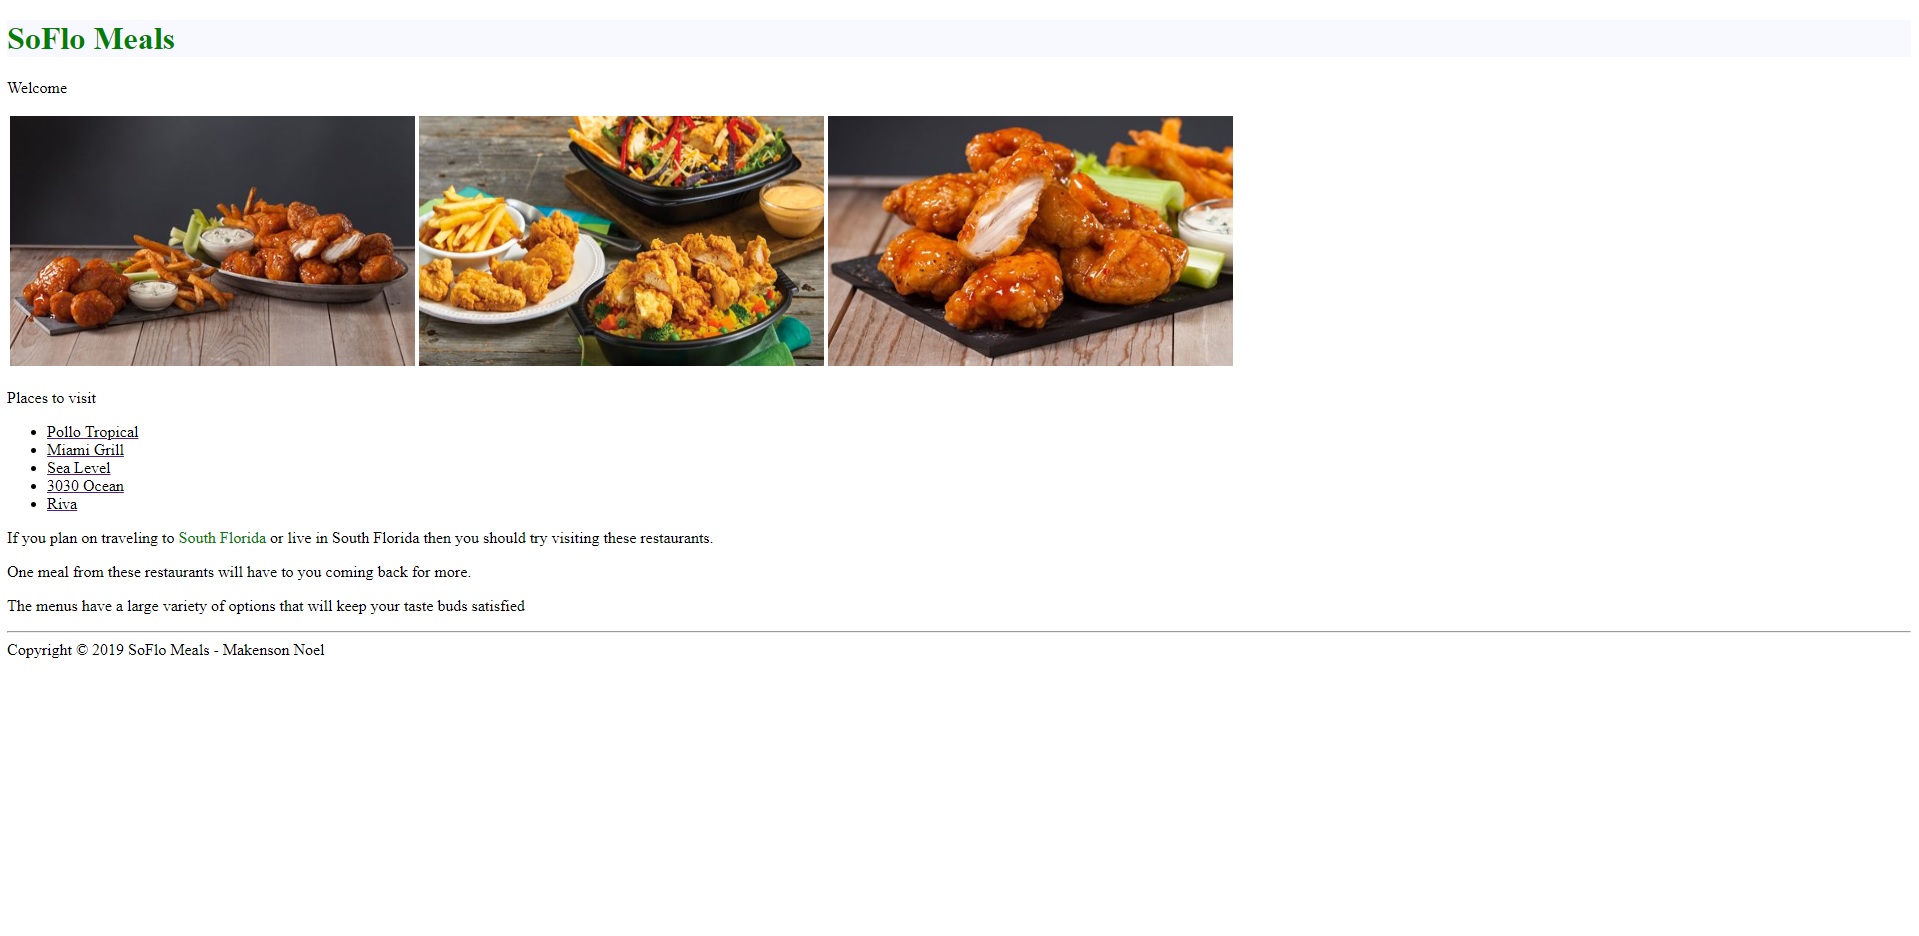 SoFlo Meals
Welcome
Places to visit
Pollo Tropical
Miami Grill
Sea Level
3030 Ocean
Riva
If you plan on traveling to South Florida or live in South Florida then you should try visiting these restaurants.
One meal from these restaurants will have to you coming back for more.
The menus have a large variety of options that will keep your taste buds satisfied
Copyright © 2019 SoFlo Meals - Makenson Noel